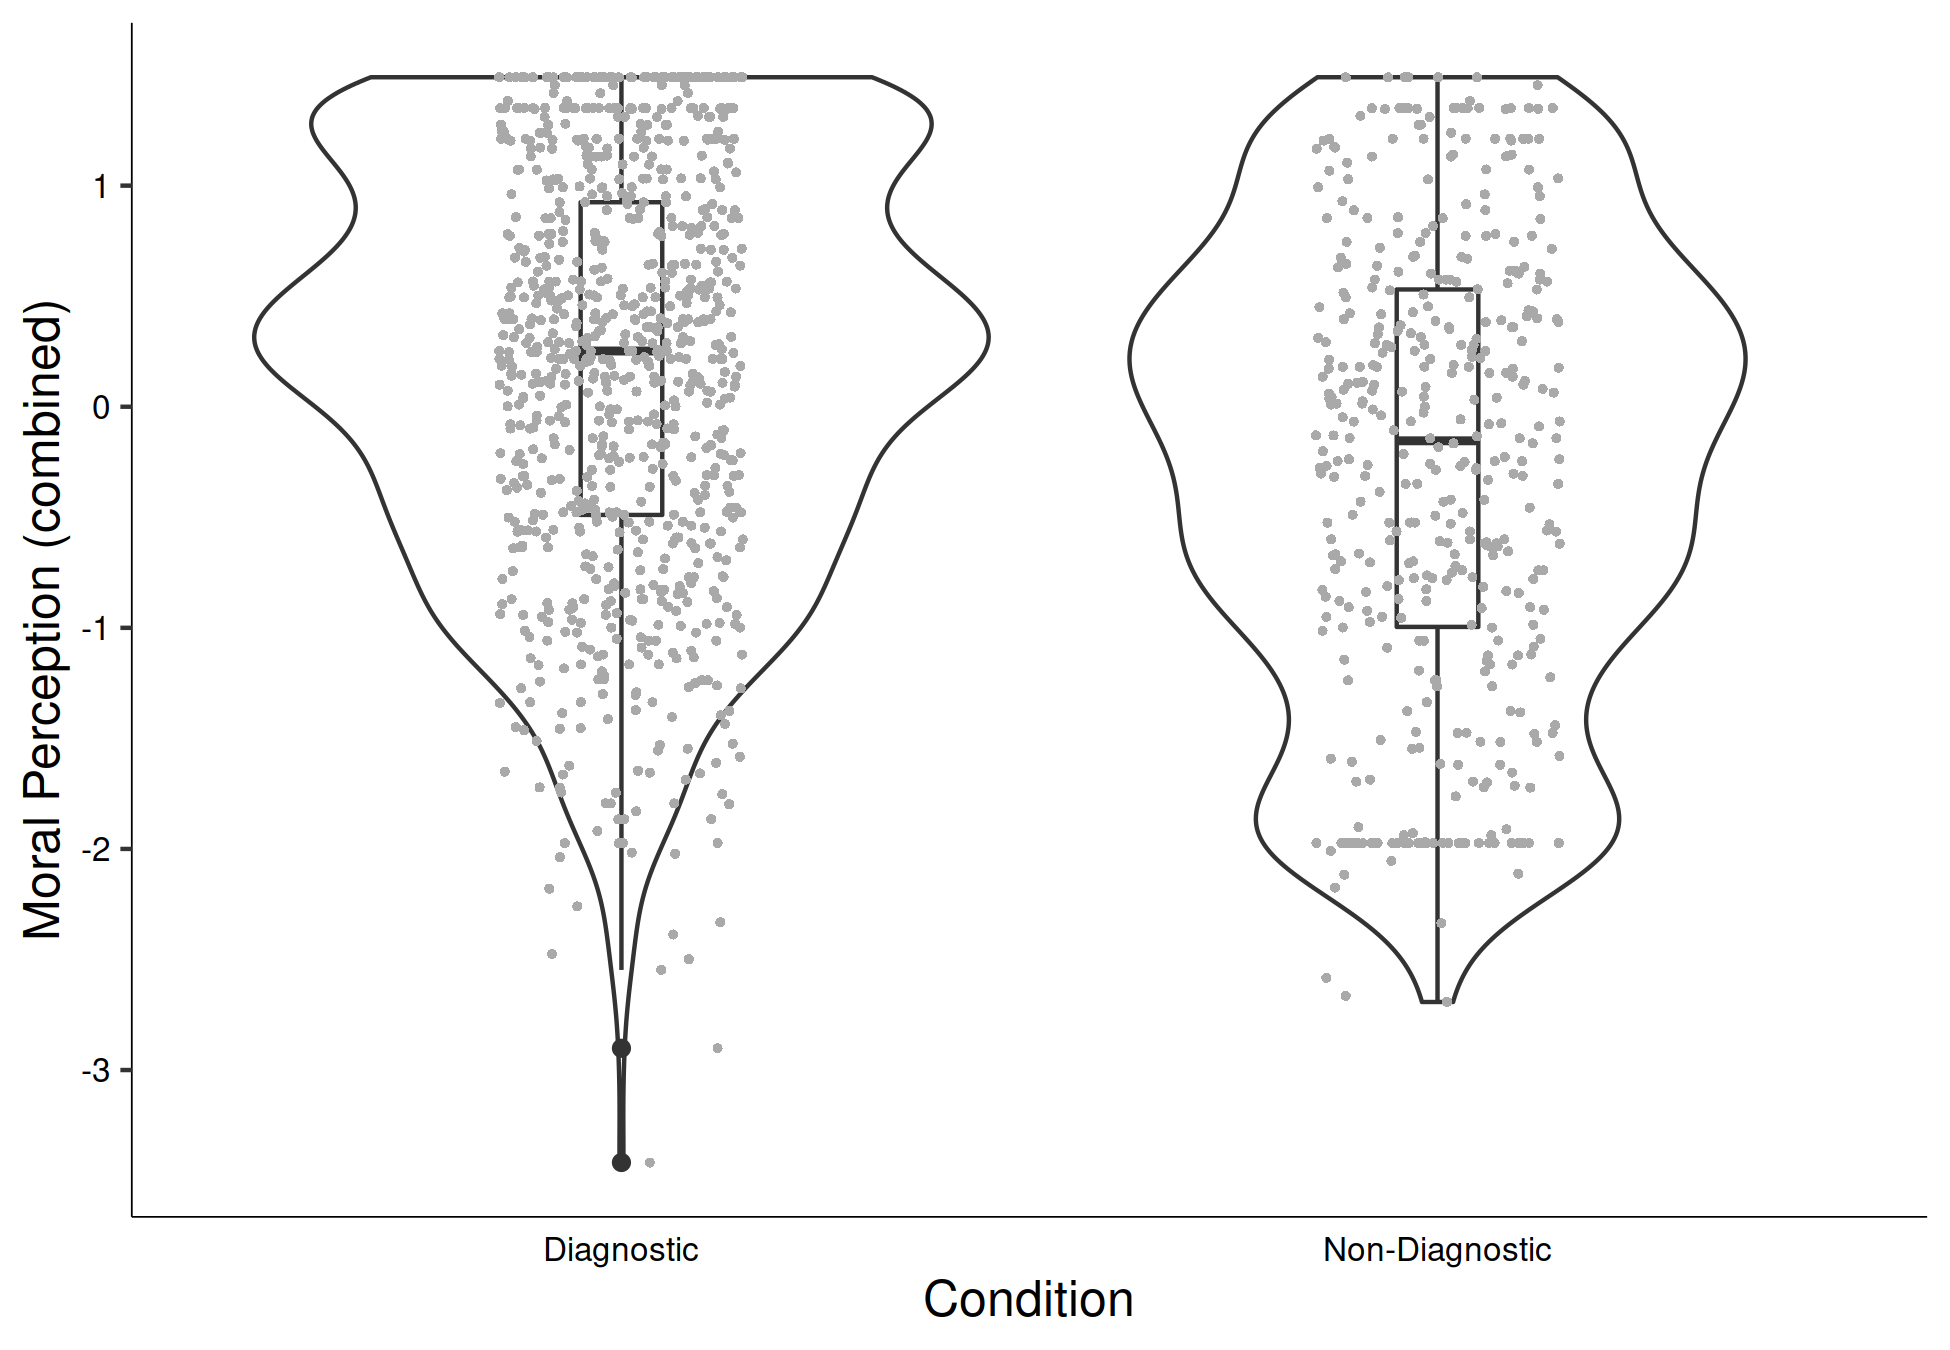 Moral Perception (combined)
1
0
-1
-2
-3
Diagnostic
Non-Diagnostic
Condition